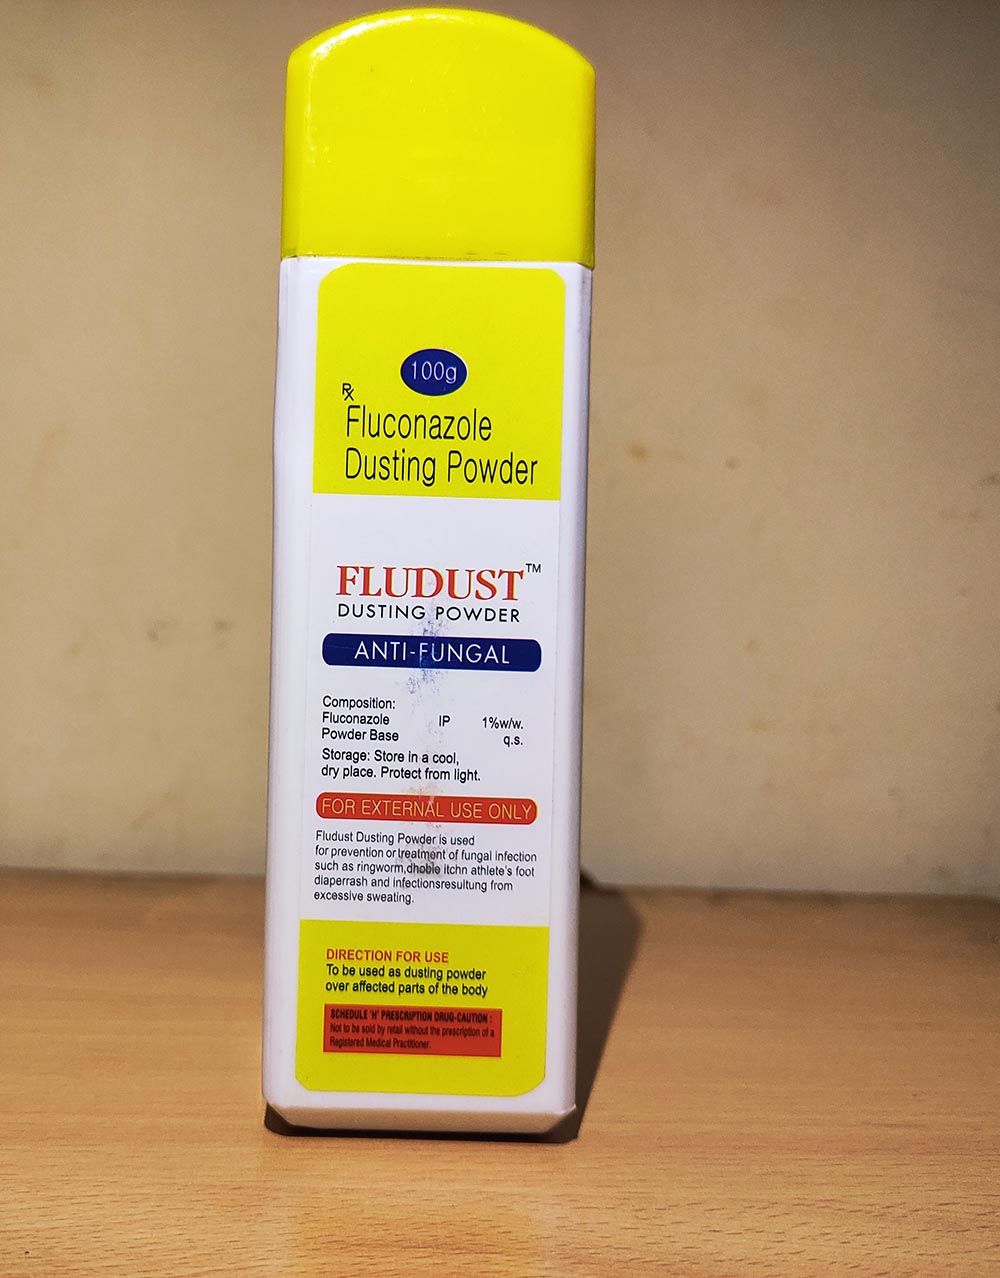 100g
Rx
Fluconazole
Dusting Powder
FLUDUST™
DUSTING POWDER
ANTI-FUNGAL
Composition:
Fluconazole IP 1%w/w.
Powder Base q.s.
Storage: Store in a cool,
dry place. Protect from light.
FOR EXTERNAL USE ONLY
Fludust Dusting Powder is used
for prevention or treatment of fungal infection
such as ringworm,dhobie itchn athlete's foot
diaperrash and infectionsresultung from
excessive sweating.
DIRECTION FOR USE
To be used as dusting powder
over affected parts of the body
SCHEDULE 'H' PRESCRIPTION DRUG-CAUTION :
Not to be sold by retail without the prescription of a
Registered Medical Practitioner.